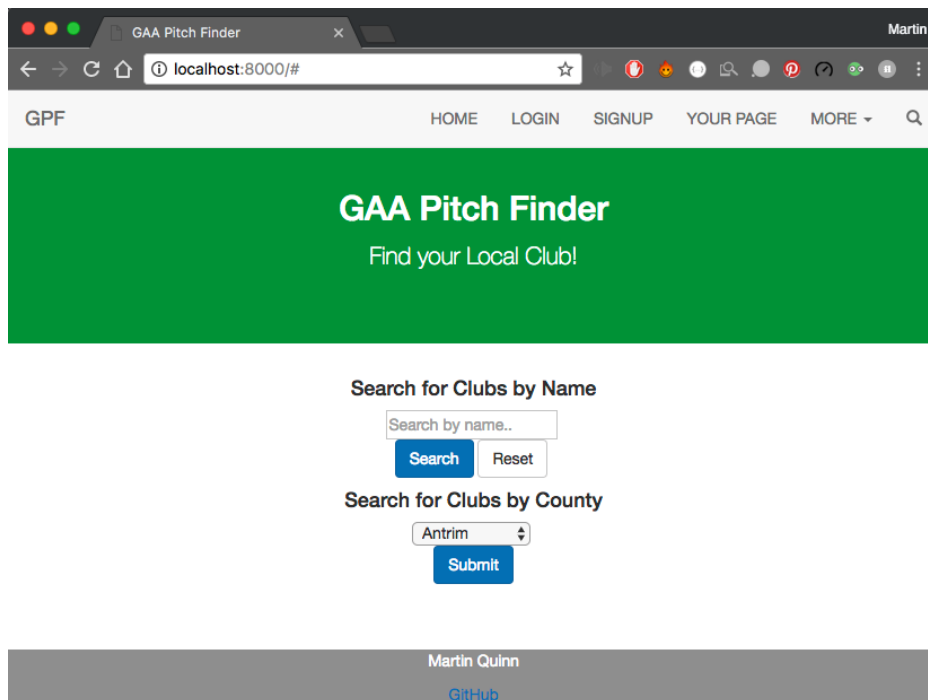 GAA Pitch Finder
Martin
localhost:8000/#
GPF HOME LOGIN SIGNUP YOUR PAGE MORE
GAA Pitch Finder
Find your Local Club!
Search for Clubs by Name
Search by name..
Search Reset
Search for Clubs by County
Antrim
Submit
Martin Quinn
GitHub